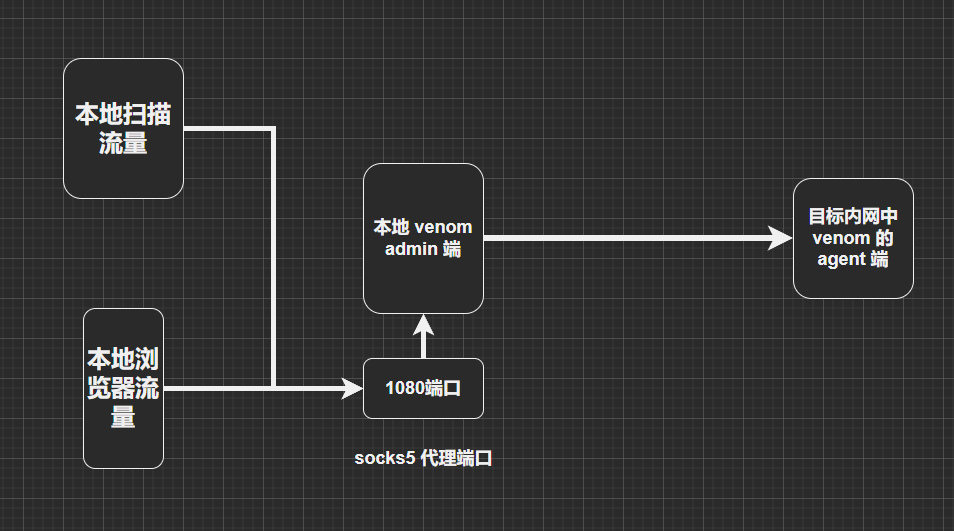 本地扫描
流量
本地 venom
admin 端
目标内网中
venom 的
agent 端
本地浏
览器流
量
1080端口
socks5 代理端口